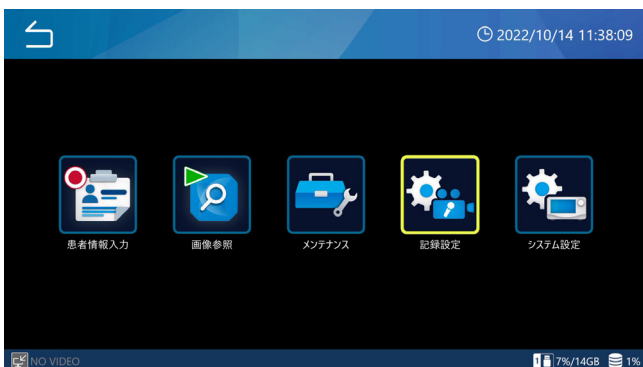 2022/10/14 11:38:09
患者情報入力
画像参照
メンテナンス
記録設定
システム設定
NO VIDEO
1 7%/14GB 1%